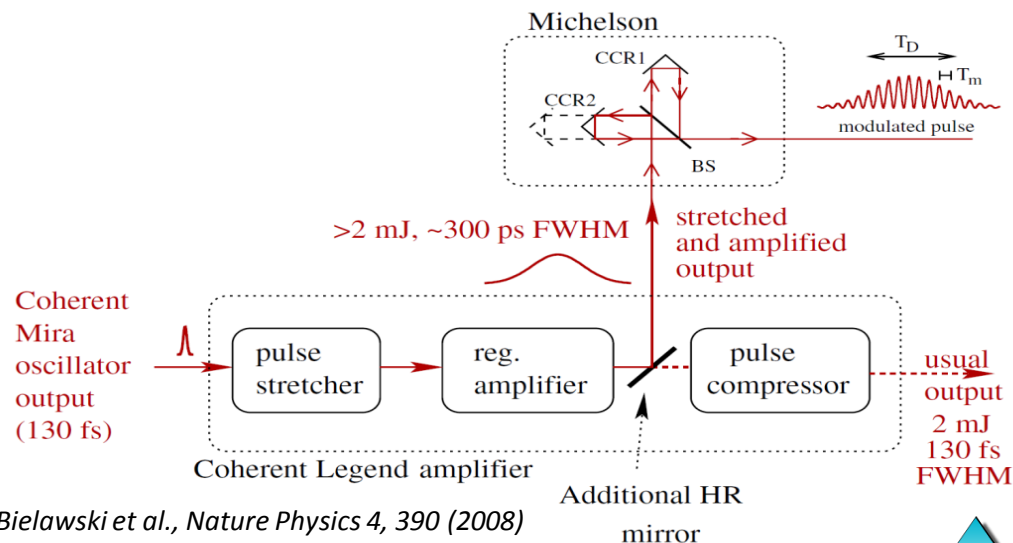 Michelson
CCR1
CCR2
BS
T_D
T_m
modulated pulse
>2 mJ, ~300 ps FWHM
stretched
and amplified
output
Coherent
Mira
oscillator
output
(130 fs)
pulse
stretcher
reg.
amplifier
pulse
compressor
usual
output
2 mJ
130 fs
FWHM
Coherent Legend amplifier
Additional HR
mirror
Bielawski et al., Nature Physics 4, 390 (2008)